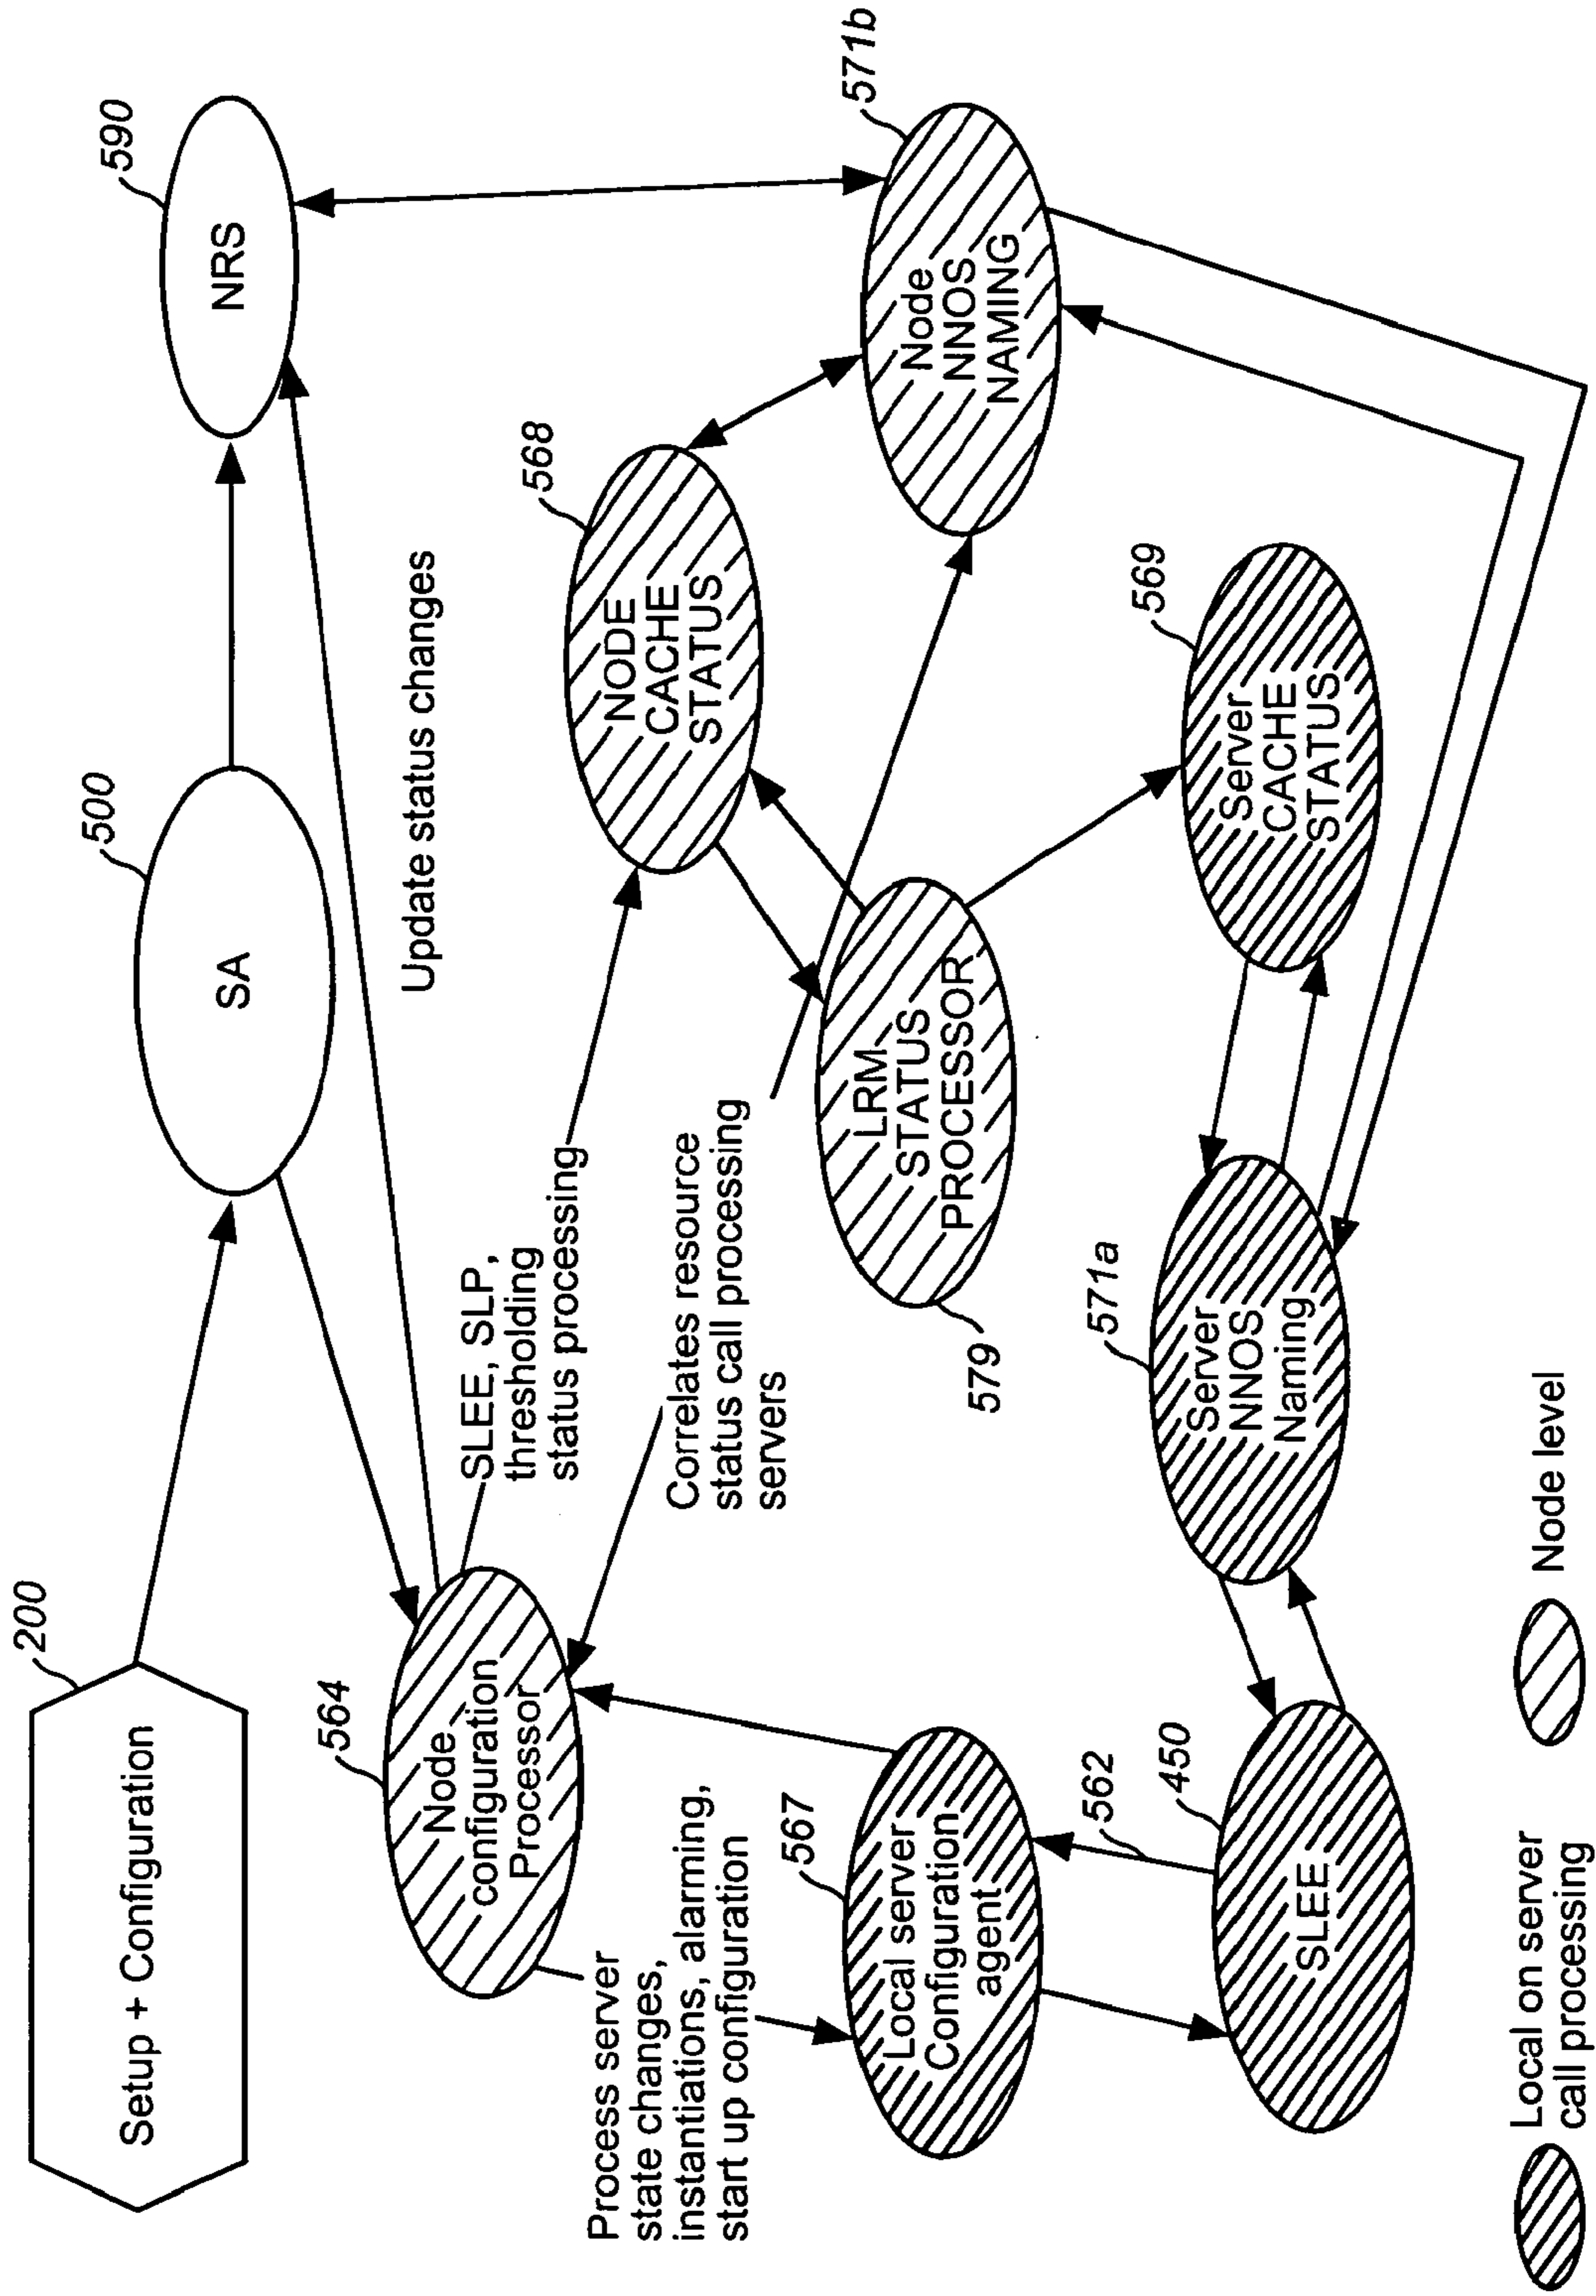 200
Setup + Configuration
500
SA
590
NRS
Update status changes
564
Node
configuration
Processor
SLEE, SLP,
thresholding
status processing
568
NODE
CACHE
STATUS
571b
Node
NNOS
NAMING
Correlates resource
status call processing
servers
LRM
STATUS
PROCESSOR
579
Process server
state changes,
instantiations, alarming,
start up configuration
567
Local server
Configuration
agent
562
450
SLEE
571a
Server
NNOS
Naming
569
Server
CACHE
STATUS
Local on server
call processing
Node level